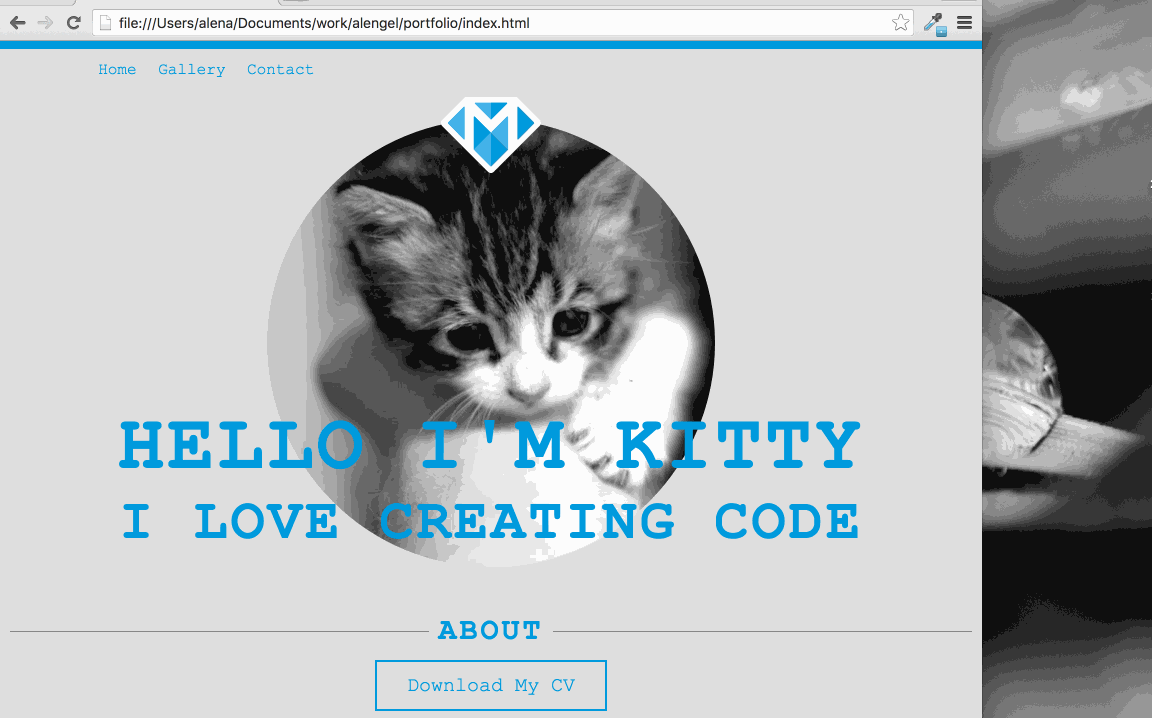 file:///Users/alena/Documents/work/alengel/portfolio/index.html
Home Gallery Contact
HELLO I'M KITTY
I LOVE CREATING CODE
ABOUT
Download My CV